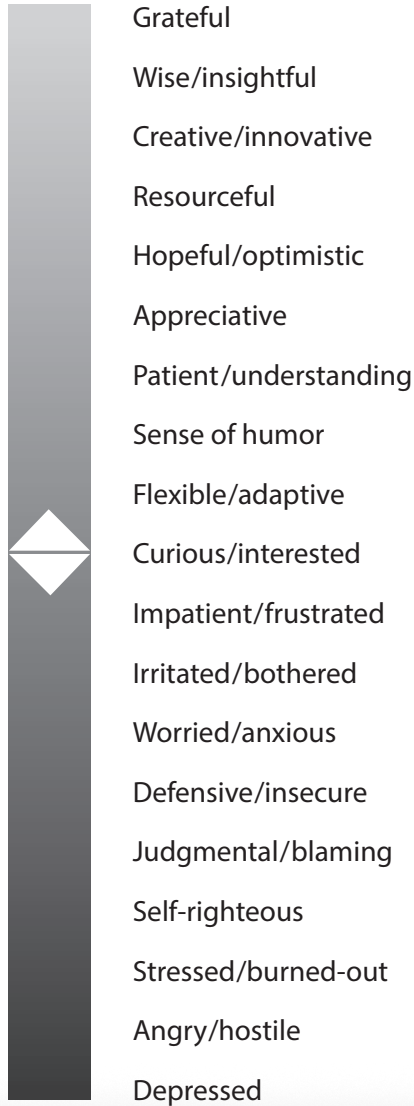 Grateful
Wise/insightful
Creative/innovative
Resourceful
Hopeful/optimistic
Appreciative
Patient/understanding
Sense of humor
Flexible/adaptive
Curious/interested
Impatient/frustrated
Irritated/bothered
Worried/anxious
Defensive/insecure
Judgmental/blaming
Self-righteous
Stressed/burned-out
Angry/hostile
Depressed